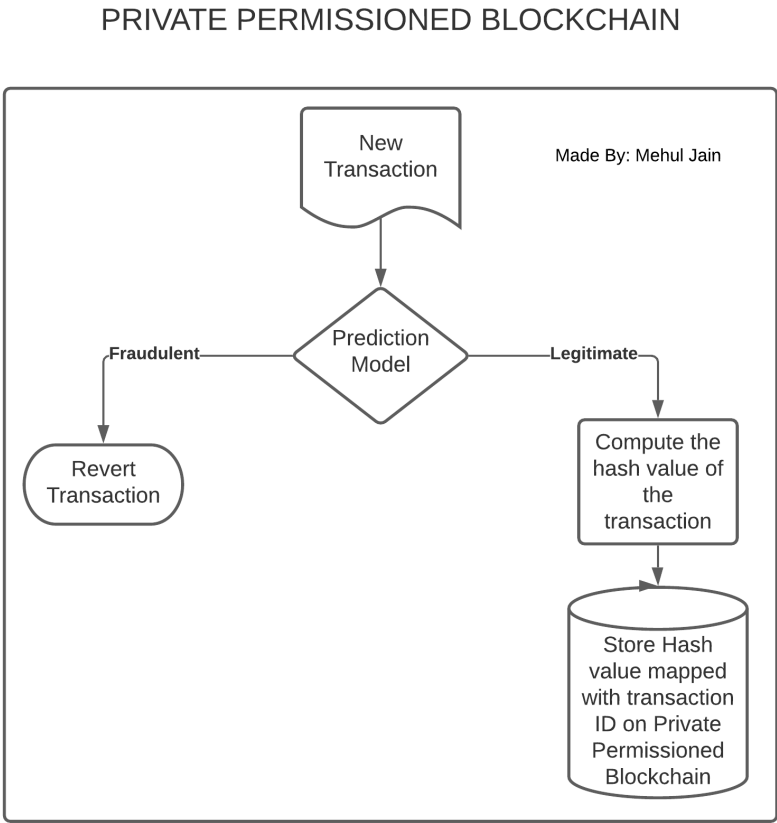 PRIVATE PERMISSIONED BLOCKCHAIN
New
Transaction
Made By: Mehul Jain
Prediction
Model
Fraudulent
Legitimate
Revert
Transaction
Compute the
hash value of
the
transaction
Store Hash
value mapped
with transaction
ID on Private
Permissioned
Blockchain